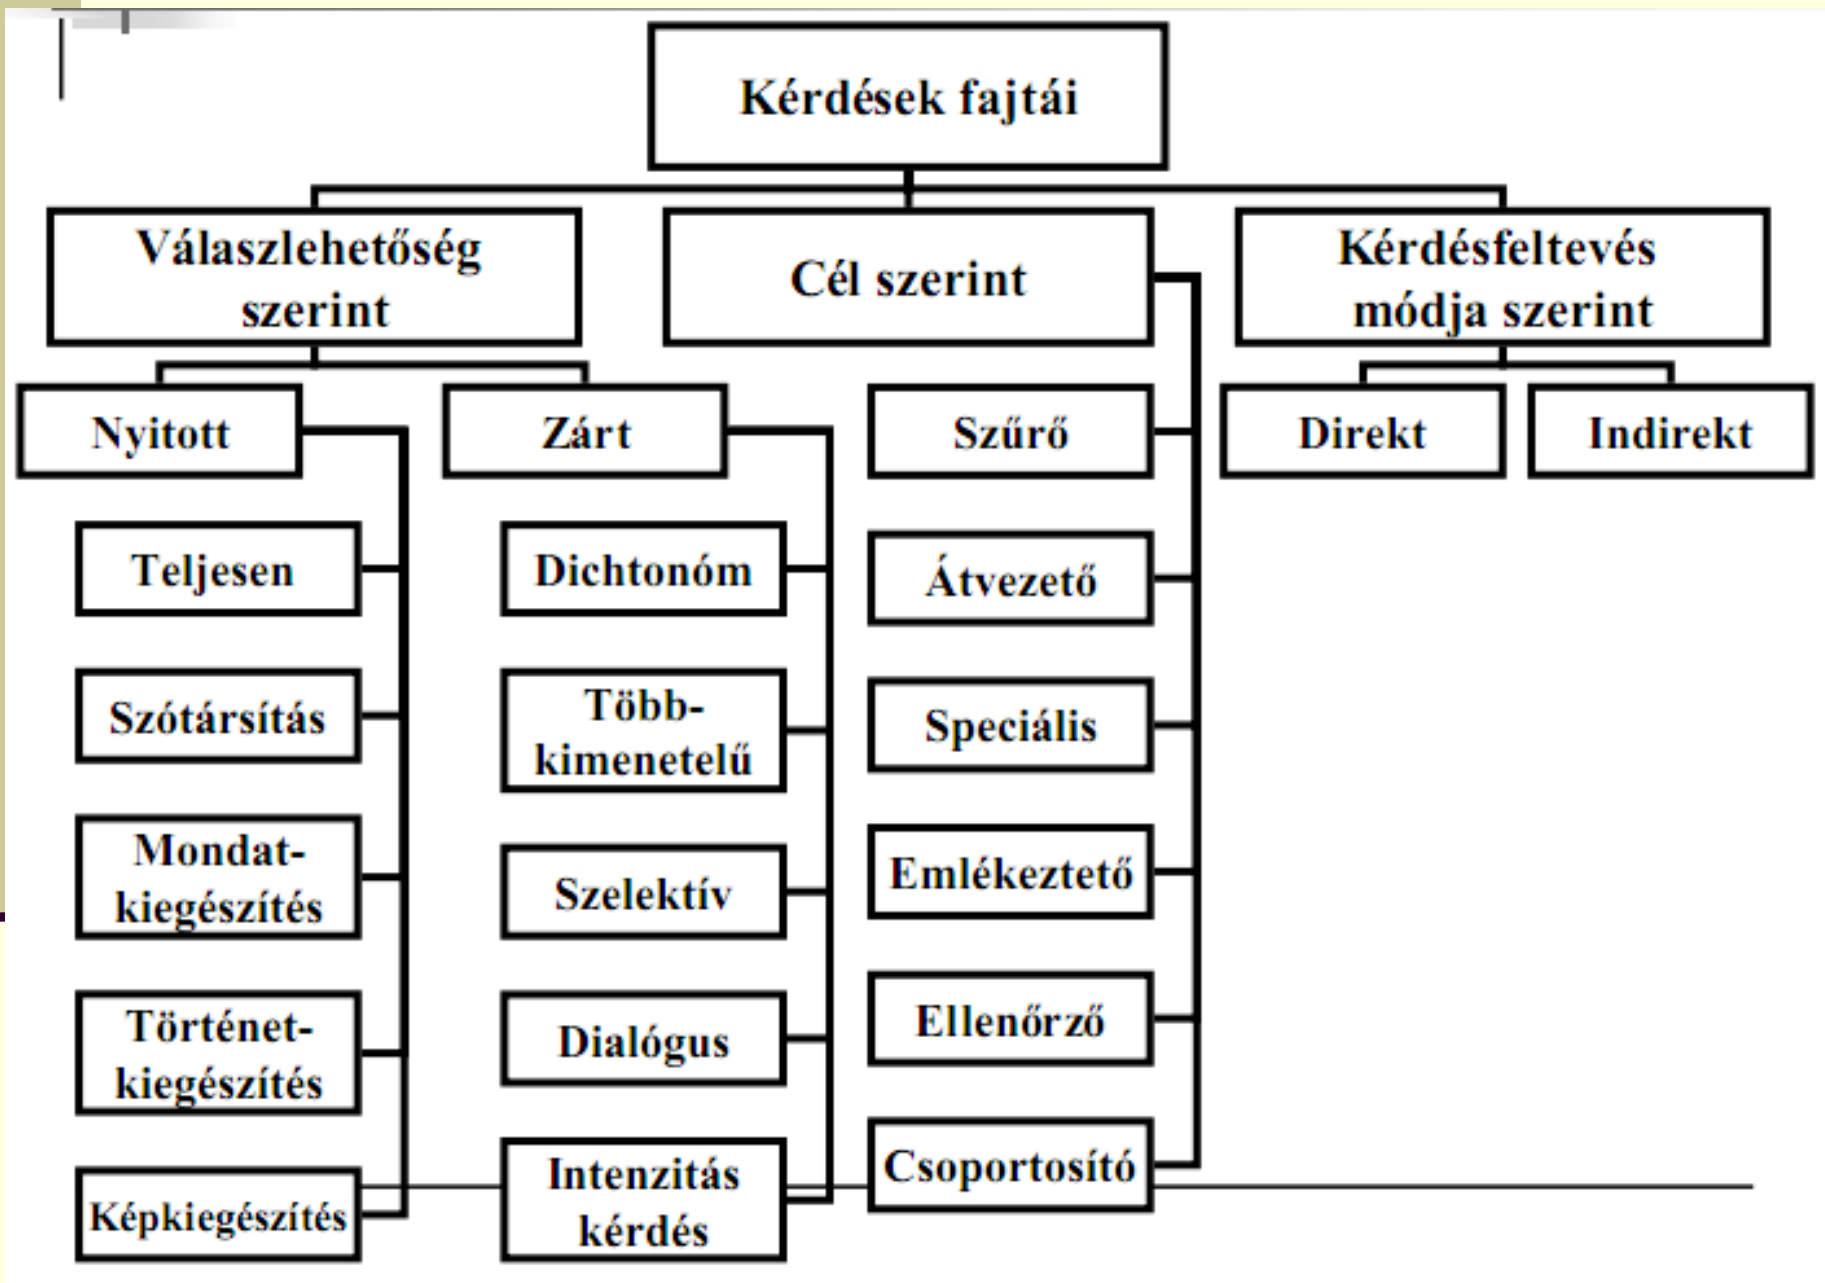 Kérdések fajtái
Válaszlehetőség
szerint
Cél szerint
Kérdésfeltevés
módja szerint
Nyitott
Zárt
Szűrő
Direkt
Indirekt
Teljesen
Dichtonóm
Átvezető
Szótársítás
Több-
kimenetelű
Speciális
Mondat-
kiegészítés
Szelektív
Emlékeztető
Történet-
kiegészítés
Dialógus
Ellenőrző
Képkiegészítés
Intenzitás
kérdés
Csoportosító